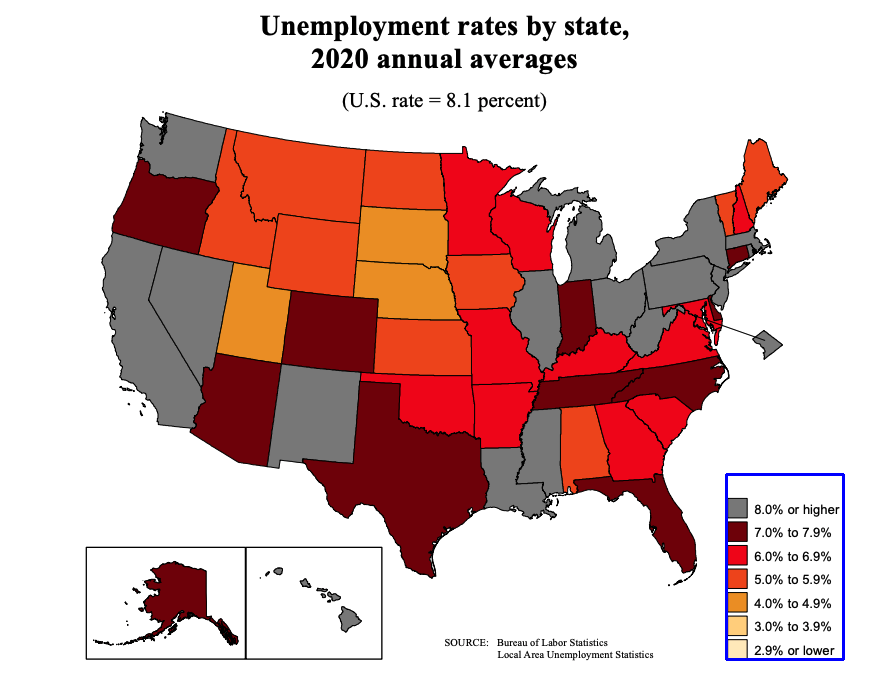 Unemployment rates by state,
2020 annual averages
(U.S. rate = 8.1 percent)
8.0% or higher
7.0% to 7.9%
6.0% to 6.9%
5.0% to 5.9%
4.0% to 4.9%
3.0% to 3.9%
2.9% or lower
SOURCE: Bureau of Labor Statistics
Local Area Unemployment Statistics